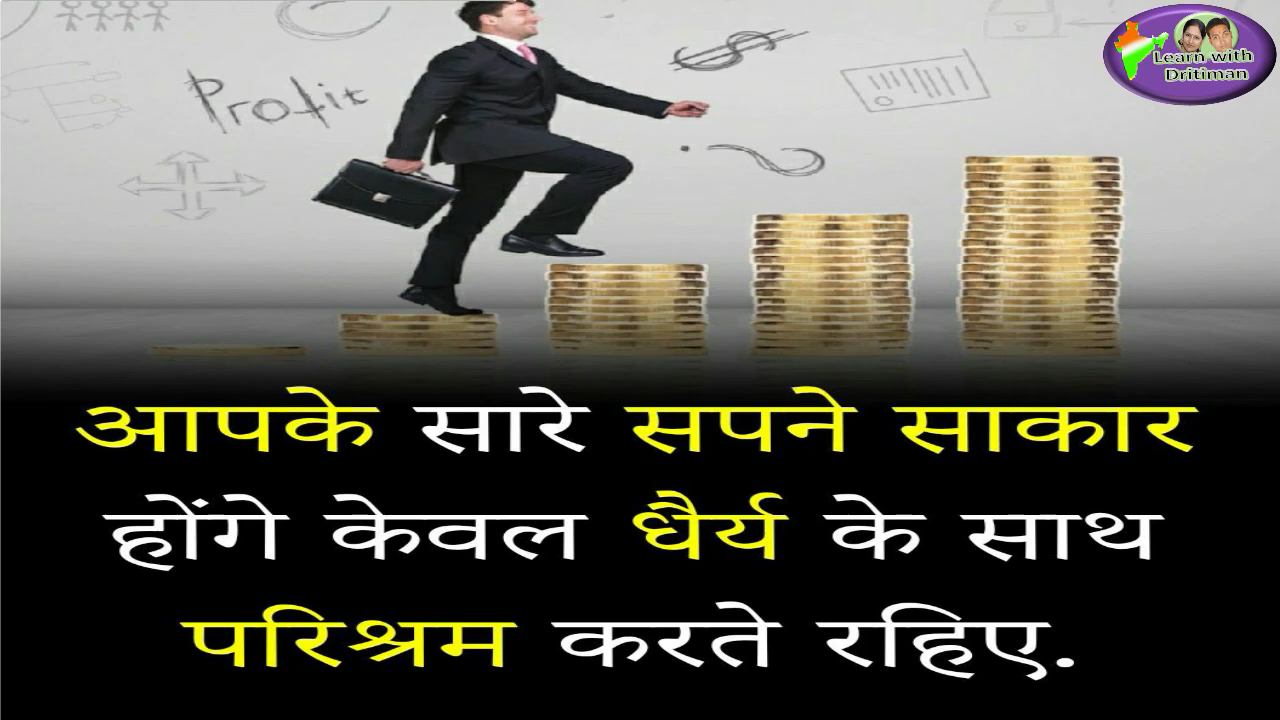 Profit
Learn with
Dritiman
आपके सारे सपने साकार
होंगे केवल धैर्य के साथ
परिश्रम करते रहिए.